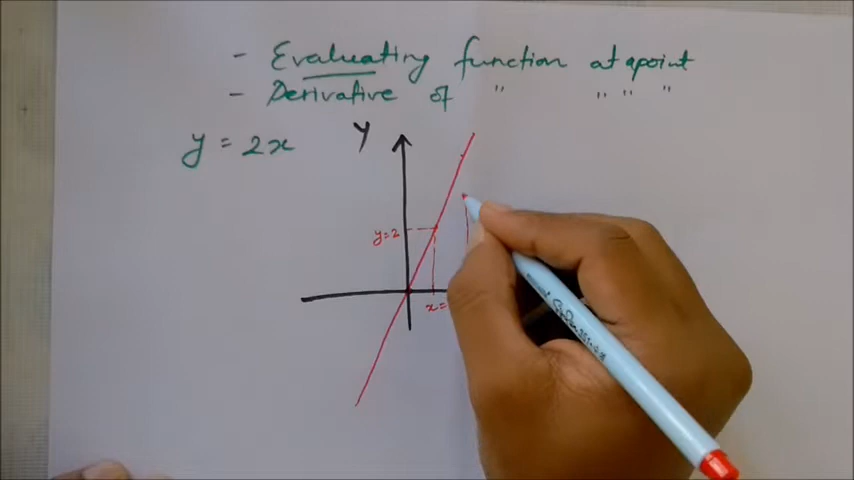 - Evaluating function at a point
- Derivative of " " " "
y = 2x
Y
y=2
x=